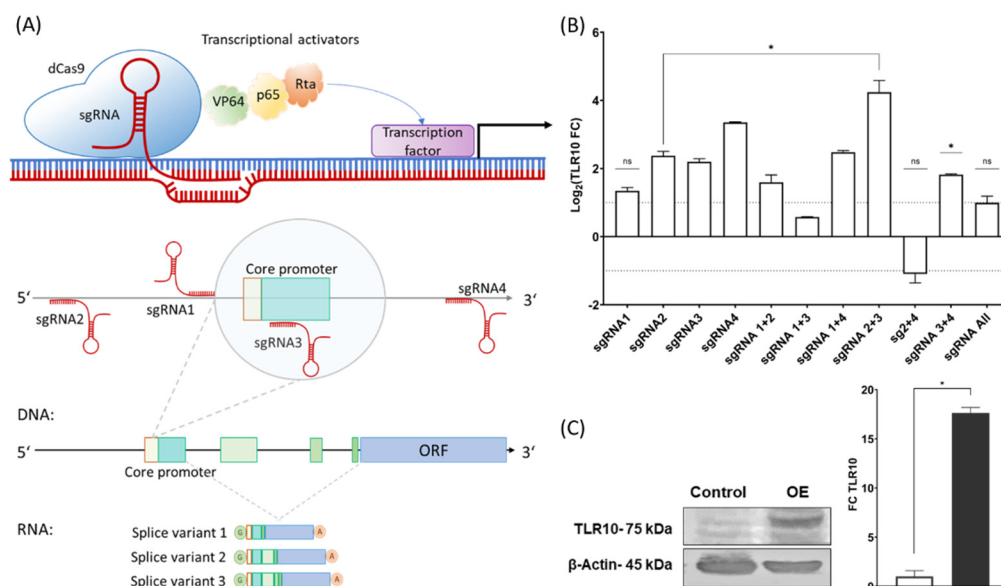 (A)
Transcriptional activators
dCas9
sgRNA
VP64
p65
Rta
Transcription
factor
Core promoter
5‘
3‘
sgRNA2
sgRNA1
sgRNA3
sgRNA4
DNA:
5‘
ORF
3‘
Core promoter
RNA:
Splice variant 1
G
A
Splice variant 2
G
A
Splice variant 3
G
A
(B)
Log2(TLR10 FC)
6
4
2
0
-2
ns
*
ns
*
ns
sgRNA1
sgRNA2
sgRNA3
sgRNA4
sgRNA 1+2
sgRNA 1+3
sgRNA 1+4
sgRNA 2+3
sg2+4
sgRNA 3+4
sgRNA All
(C)
Control
OE
TLR10- 75 kDa
β-Actin- 45 kDa
FC TLR10
20
15
10
5
0
*